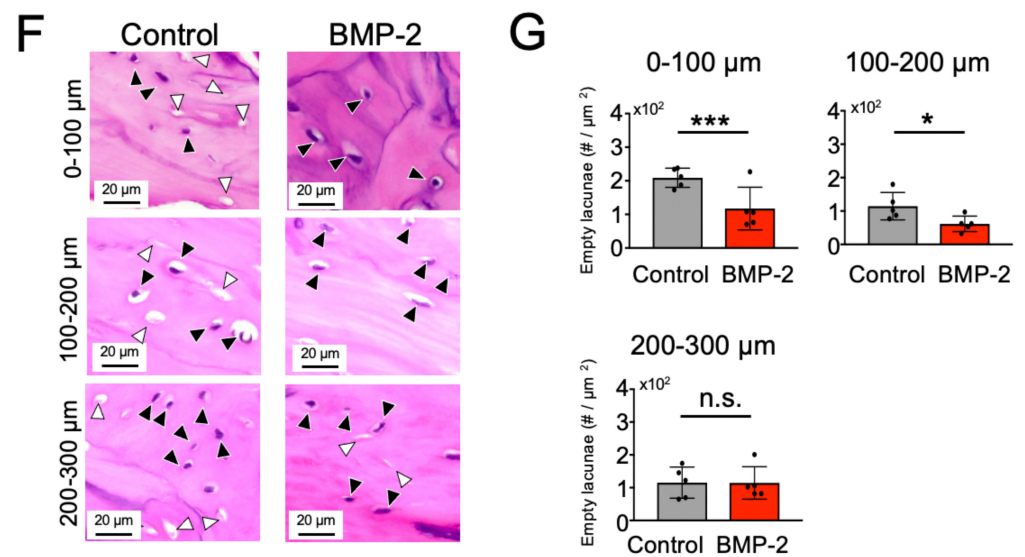 F
Control
BMP-2
0-100 µm
20 µm
20 µm
100-200 µm
20 µm
20 µm
200-300 µm
20 µm
20 µm
G
0-100 µm
Empty lacunae (# / µm 2)
x10²
4
3
2
1
0
***
Control BMP-2
100-200 µm
x10²
4
3
2
1
0
*
Control BMP-2
200-300 µm
Empty lacunae (# / µm 2)
x10²
4
3
2
1
0
n.s.
Control BMP-2